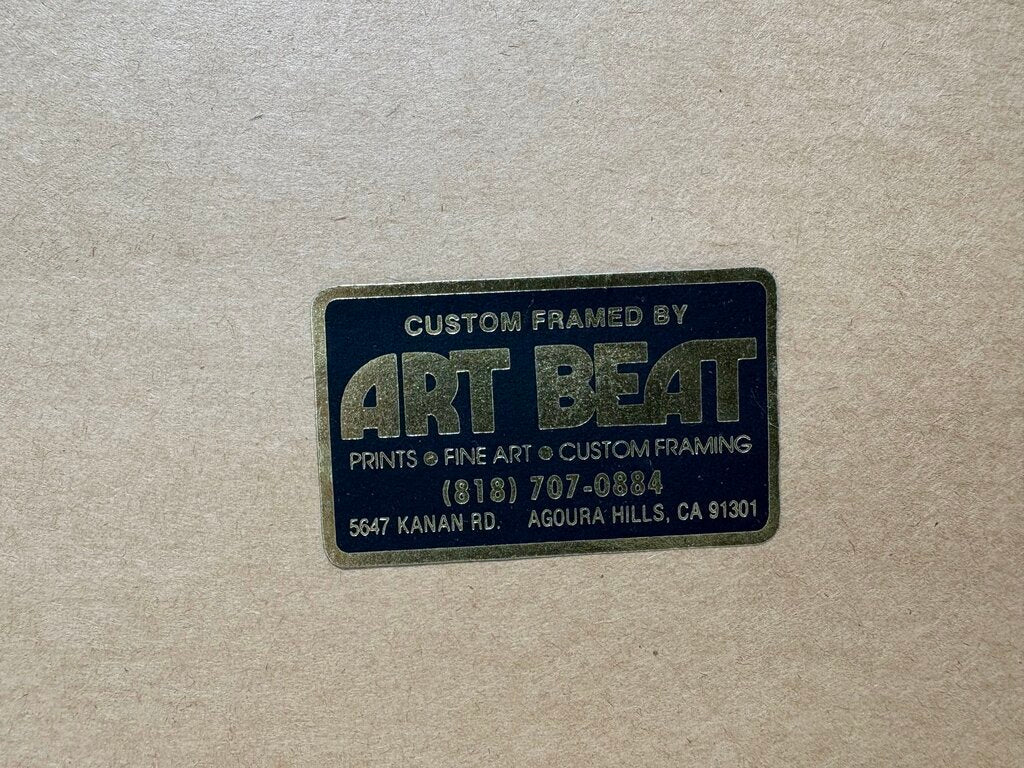 CUSTOM FRAMED BY
ART BEAT
PRINTS ● FINE ART ● CUSTOM FRAMING
(818) 707-0884
5647 KANAN RD. AGOURA HILLS, CA 91301